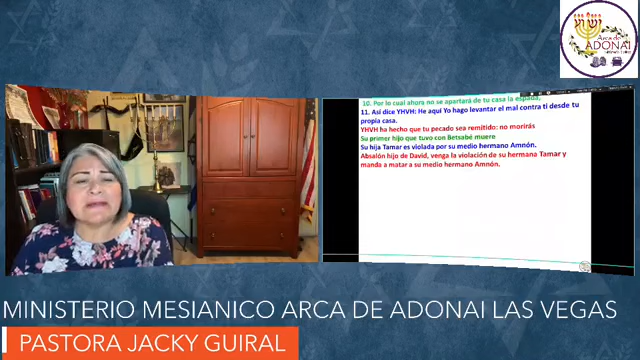 Arca de
ADONAI
10. Por lo cual ahora no se apartará de tu casa la espada,
11. Así dice YHVH: He aquí Yo hago levantar el mal contra ti desde tu
propia casa.
YHVH ha hecho que tu pecado sea remitido: no morirás
Su primer hijo que tuvo con Betsabé muere
Su hija Tamar es violada por su medio hermano Amnón.
Absalón hijo de David, venga la violación de su hermana Tamar y
manda a matar a su medio hermano Amnón.
MINISTERIO MESIANICO ARCA DE ADONAI LAS VEGAS
PASTORA JACKY GUIRAL